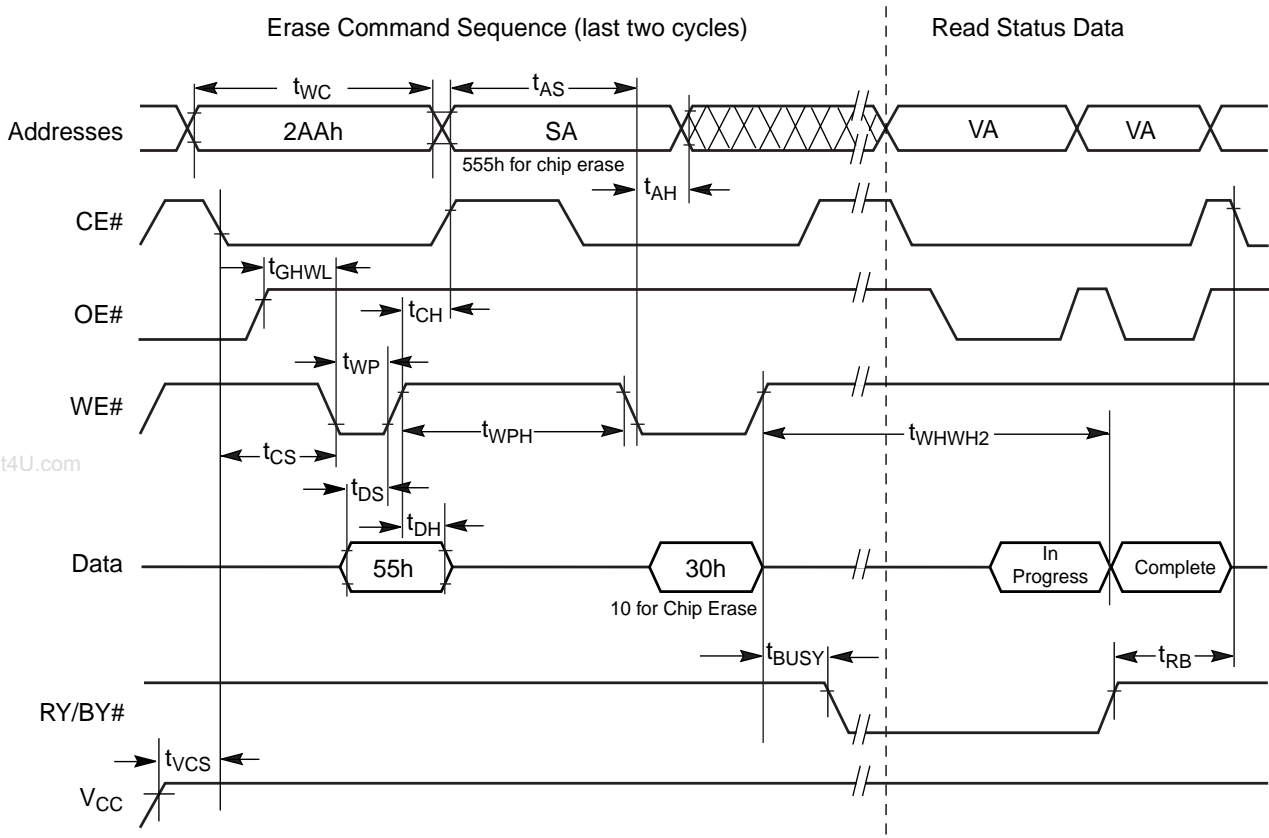 Erase Command Sequence (last two cycles)
Read Status Data
tWC
tAS
Addresses
2AAh
SA
VA
VA
555h for chip erase
tAH
CE#
tGHWL
OE#
tCH
tWP
WE#
tWPH
tWHWH2
tCS
t4U.com
tDS
tDH
Data
55h
30h
In
Progress
Complete
10 for Chip Erase
tBUSY
tRB
RY/BY#
tVCS
VCC